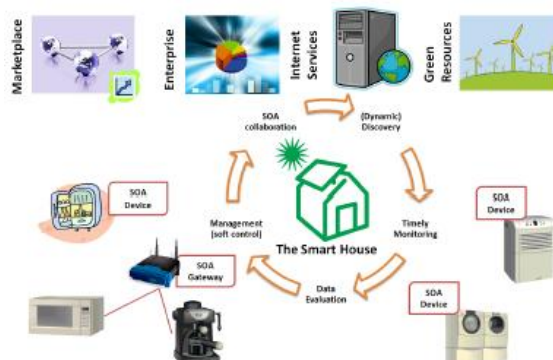 Marketplace
Enterprise
Internet
Services
Green
Resources
SOA
collaboration
(Dynamic)
Discovery
SOA
Device
Management
(soft control)
The Smart House
Timely
Monitoring
SOA
Device
SOA
Gateway
Data
Evaluation
SOA
Device